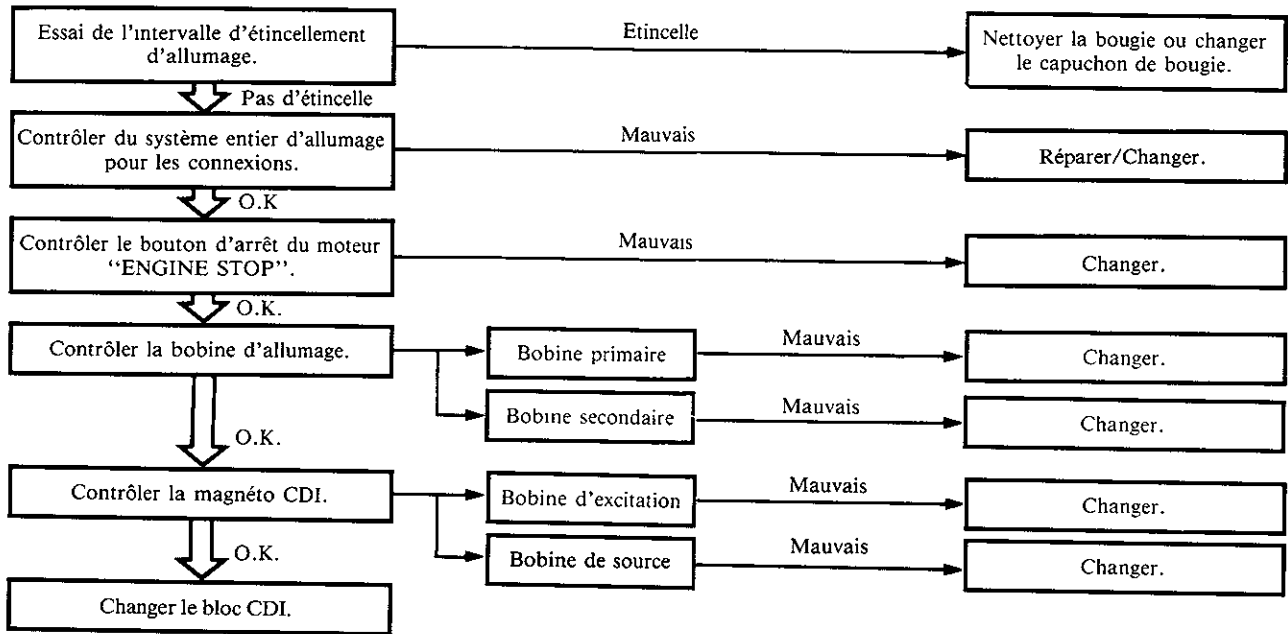 Essai de l'intervalle d'étincellement
d'allumage.
Etincelle
Nettoyer la bougie ou changer
le capuchon de bougie.
Pas d'étincelle
Contrôler du système entier d'allumage
pour les connexions.
Mauvais
Réparer/Changer.
O.K
Contrôler le bouton d'arrêt du moteur
“ENGINE STOP”.
Mauvais
Changer.
O.K.
Contrôler la bobine d'allumage.
Bobine primaire
Mauvais
Changer.
Bobine secondaire
Mauvais
Changer.
O.K.
Contrôler la magnéto CDI.
Bobine d'excitation
Mauvais
Changer.
Bobine de source
Mauvais
Changer.
O.K.
Changer le bloc CDI.